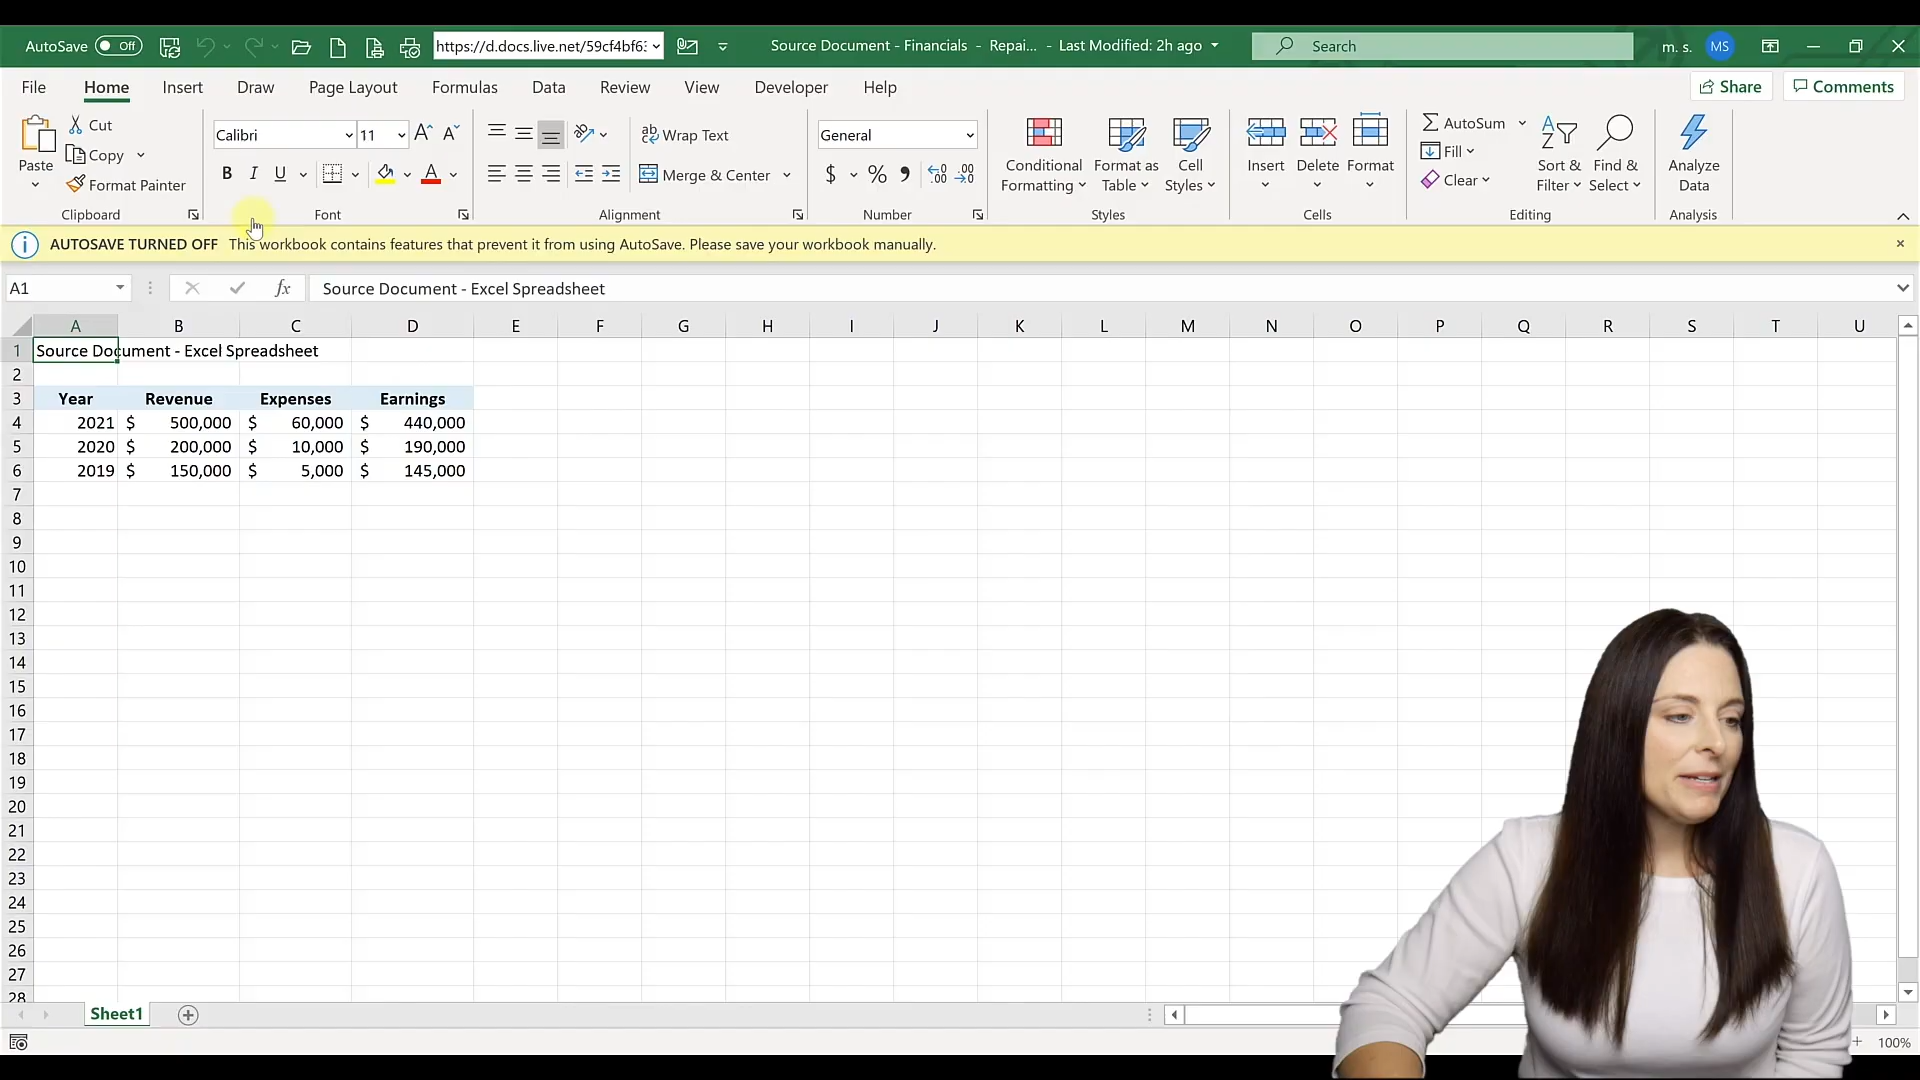 AutoSave Off https://d.docs.live.net/59cf4bf6: Source Document - Financials - Repai... - Last Modified: 2h ago Search m. s. MS
File Home Insert Draw Page Layout Formulas Data Review View Developer Help Share Comments
Paste Cut Copy Format Painter
Clipboard
Calibri 11
B I U A
Font
ab Wrap Text
Merge & Center
Alignment
General
$ % 9
Number
Conditional Formatting
Format as Table
Cell Styles
Styles
Insert Delete Format
Cells
AutoSum
Fill
Clear
Sort & Filter
Find & Select
Editing
Analyze Data
Analysis
AUTOSAVE TURNED OFF This workbook contains features that prevent it from using AutoSave. Please save your workbook manually.
A1 fx Source Document - Excel Spreadsheet
A B C D E F G H I J K L M N O P Q R S T U
1 Source Document - Excel Spreadsheet
2
3 Year Revenue Expenses Earnings
4 2021 $ 500,000 $ 60,000 $ 440,000
5 2020 $ 200,000 $ 10,000 $ 190,000
6 2019 $ 150,000 $ 5,000 $ 145,000
7
8
9
10
11
12
13
14
15
16
17
18
19
20
21
22
23
24
25
26
27
28
Sheet1
100%